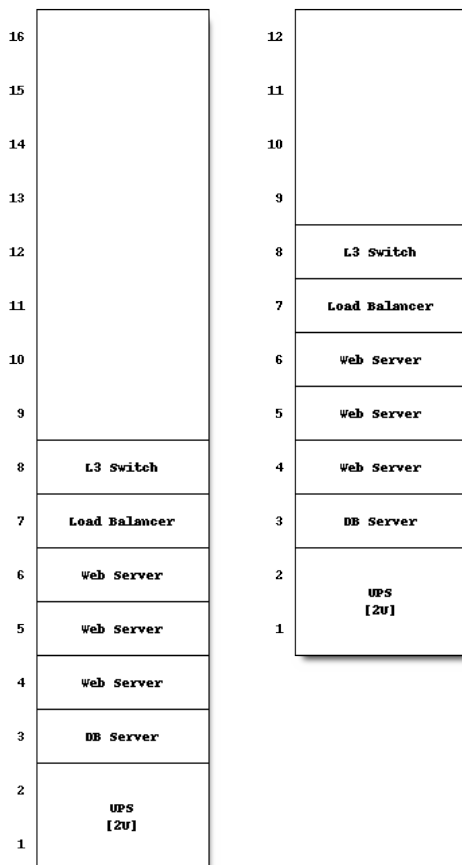 16
15
14
13
12
11
10
9
8 L3 Switch
7 Load Balancer
6 Web Server
5 Web Server
4 Web Server
3 DB Server
2
UPS
[2U]
1
12
11
10
9
8 L3 Switch
7 Load Balancer
6 Web Server
5 Web Server
4 Web Server
3 DB Server
2
UPS
[2U]
1